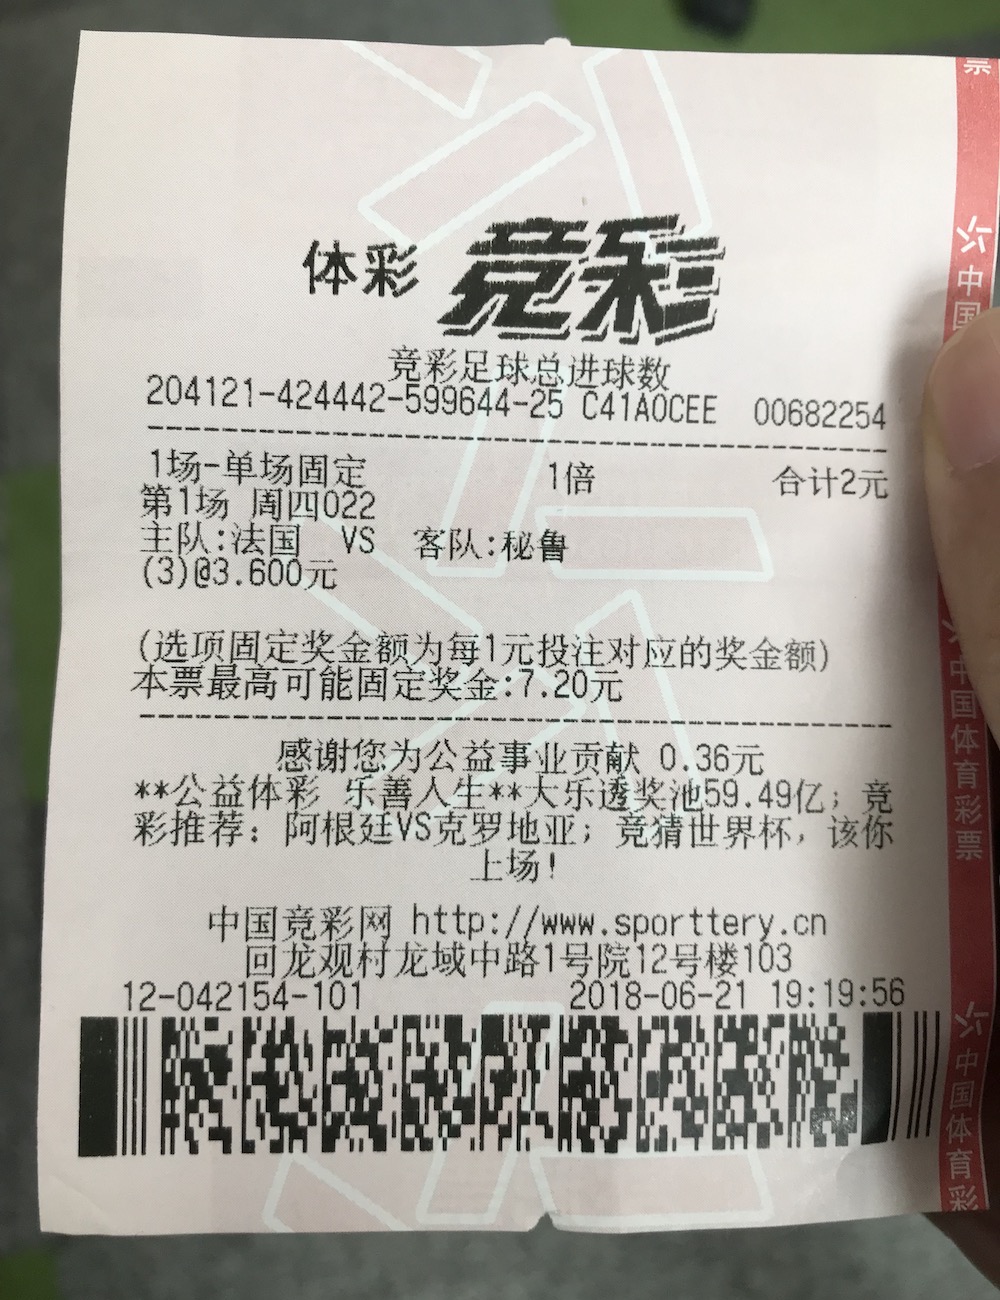 体彩 竞彩
竞彩足球总进球数
204121-424442-599644-25 C41A0CEE 00682254
1场-单场固定 1倍 合计2元
第1场 周四022
主队:法国 VS 客队:秘鲁
(3)@3.600元
(选项固定奖金额为每1元投注对应的奖金额)
本票最高可能固定奖金:7.20元
感谢您为公益事业贡献 0.36元
**公益体彩 乐善人生**大乐透奖池59.49亿；竞
彩推荐：阿根廷VS克罗地亚；竞猜世界杯，该你
上场！
中国竞彩网 http://www.sporttery.cn
回龙观村龙域中路1号院12号楼103
12-042154-101 2018-06-21 19:19:56
票
中国
中国体育彩票
中国体育彩